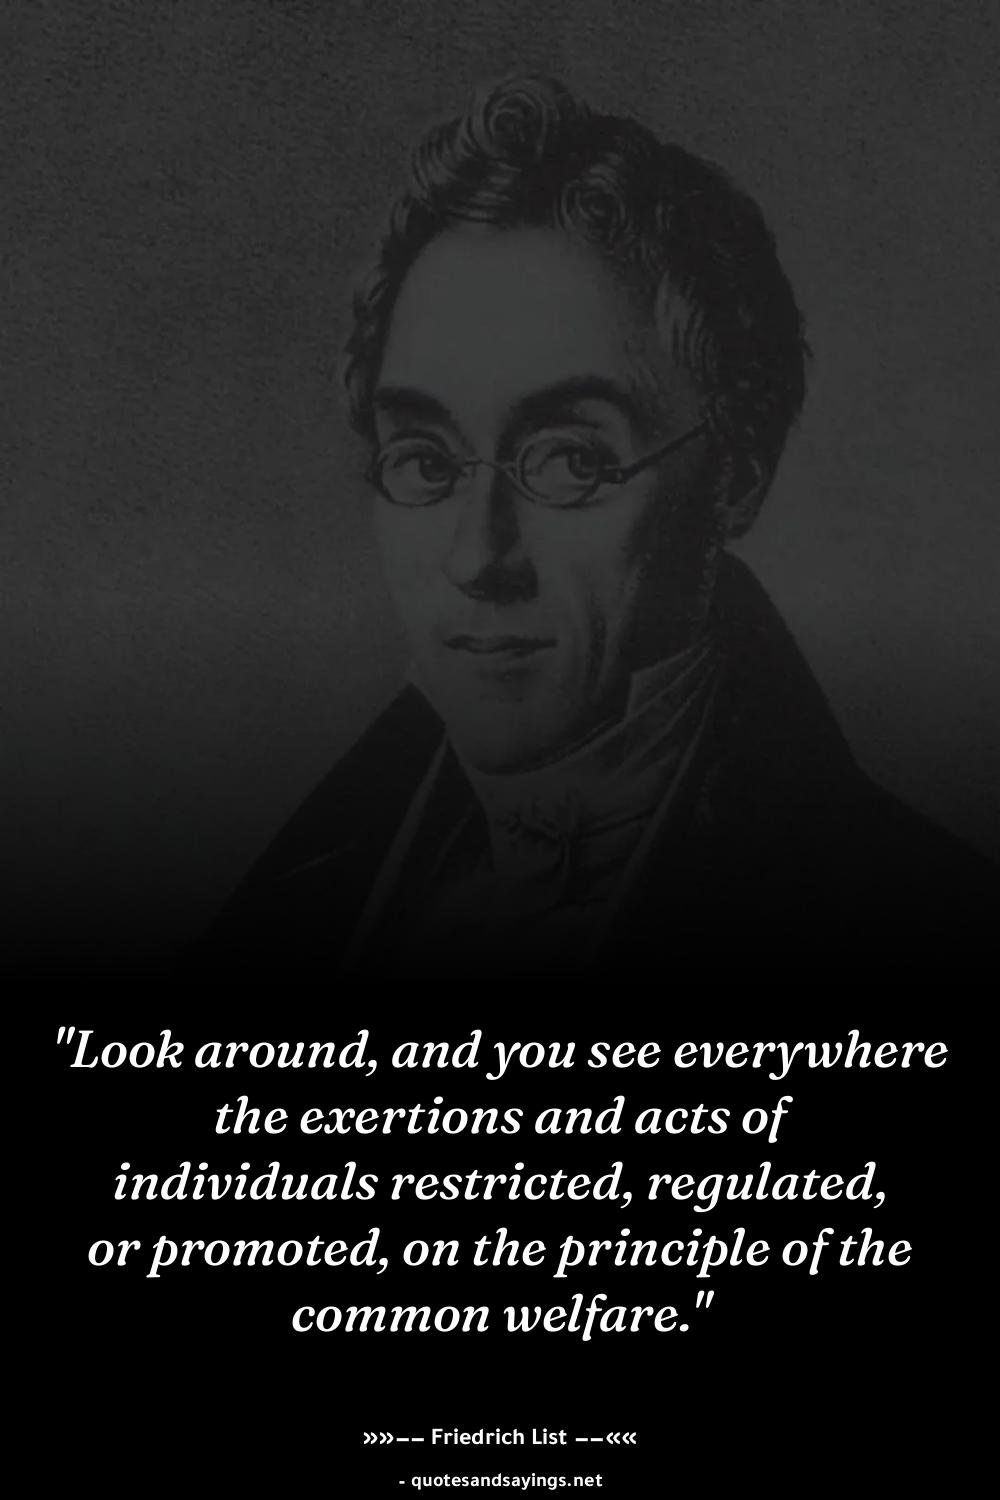 "Look around, and you see everywhere
the exertions and acts of
individuals restricted, regulated,
or promoted, on the principle of the
common welfare."
»»−− Friedrich List −−««
- quotesandsayings.net